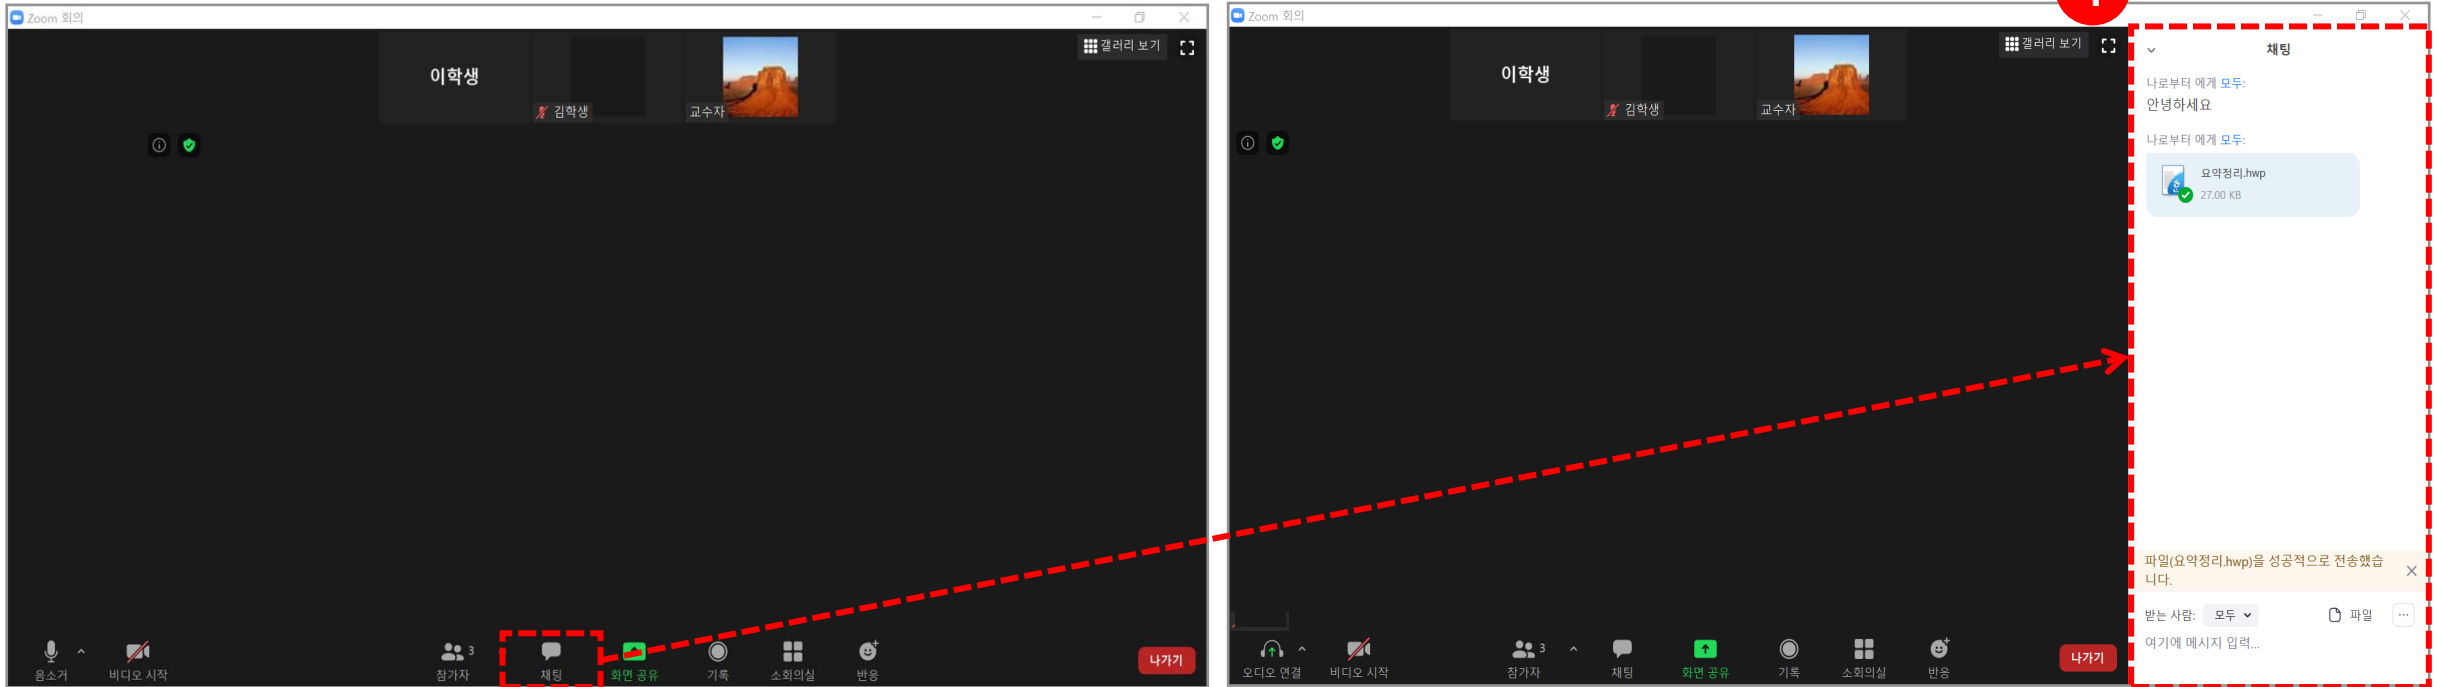 Zoom 회의
갤러리 보기
이학생
김학생
교수자
음소거
비디오 시작
3
참가자
채팅
화면 공유
기록
소회의실
반응
나가기
Zoom 회의
갤러리 보기
이학생
김학생
교수자
오디오 연결
비디오 시작
3
참가자
채팅
화면 공유
기록
소회의실
반응
나가기
채팅
나로부터 에게 모두:
안녕하세요
나로부터 에게 모두:
요약정리.hwp
27.00 KB
파일(요약정리.hwp)을 성공적으로 전송했습
니다.
받는 사람: 모두 파일
여기에 메시지 입력...